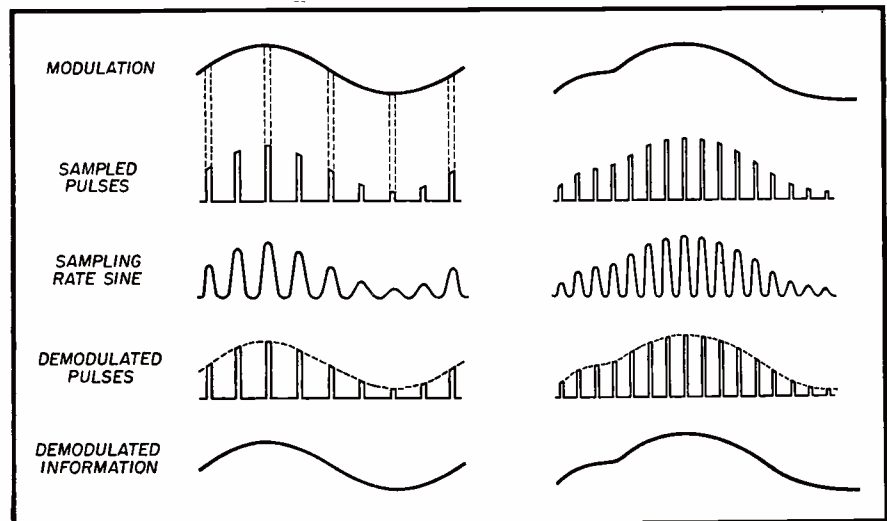 MODULATION
SAMPLED
PULSES
SAMPLING
RATE SINE
DEMODULATED
PULSES
DEMODULATED
INFORMATION